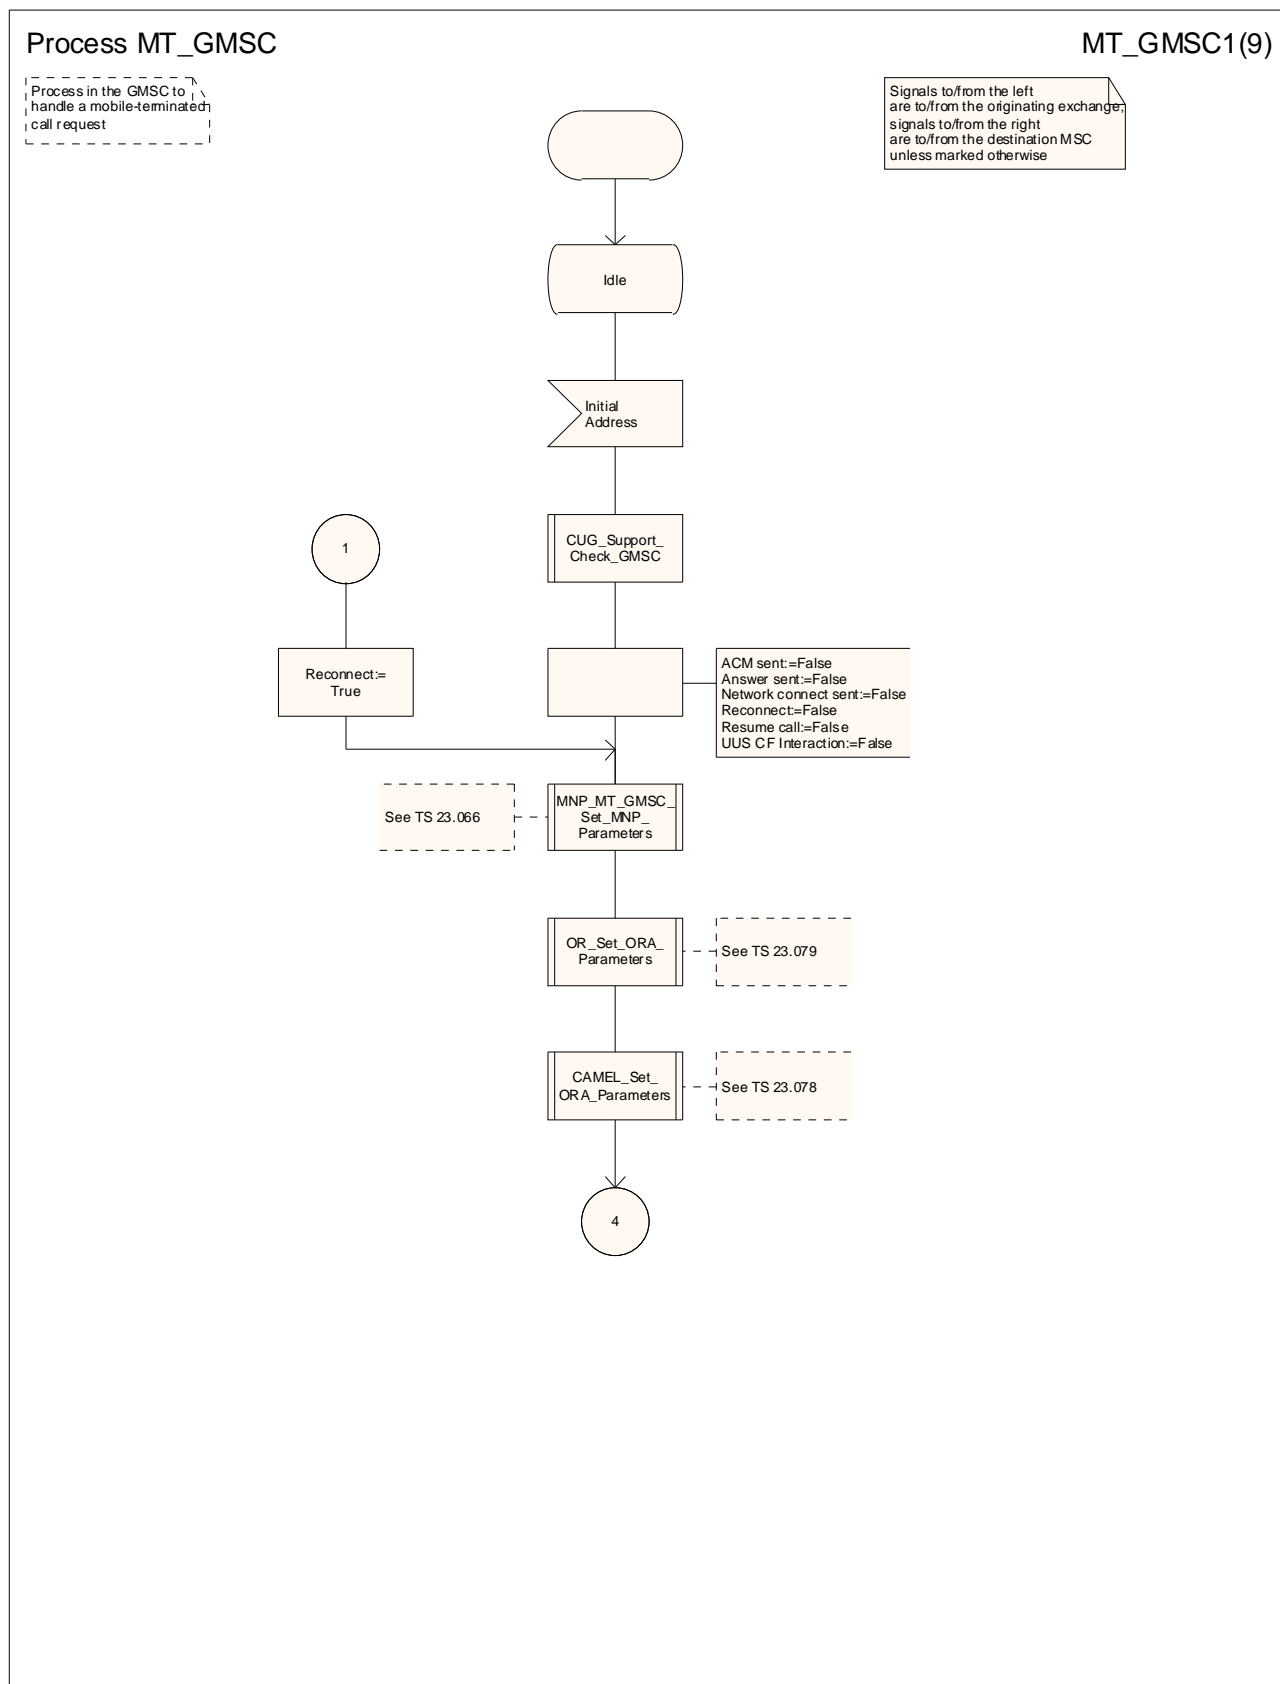 Process MT_GMSC
MT_GMSC1(9)
Process in the GMSC to
handle a mobile-terminated
call request
Signals to/from the left
are to/from the originating exchange;
signals to/from the right
are to/from the destination MSC
unless marked otherwise
Idle
Initial
Address
CUG_Support_
Check_GMSC
1
Reconnect:=
True
ACM sent:=False
Answer sent:=False
Network connect sent:=False
Reconnect:=False
Resume call:=False
UUS CF Interaction:=False
See TS 23.066
MNP_MT_GMSC_
Set_MNP_
Parameters
OR_Set_ORA_
Parameters
See TS 23.079
CAMEL_Set_
ORA_Parameters
See TS 23.078
4